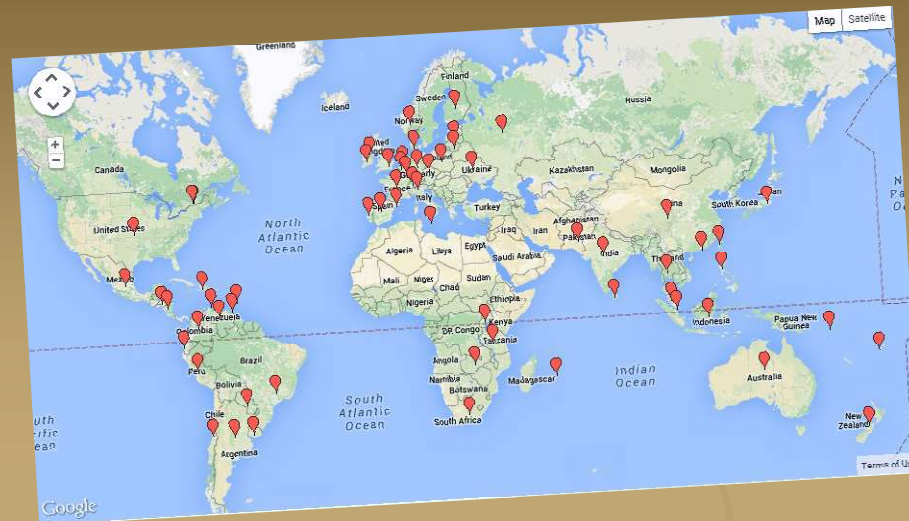 Map
Satellite
Greenland
Finland
Sweden
Iceland
Norway
Russia
Canada
Ukraine
Kazakhstan
Mongolia
Italy
Turkey
South Korea
United States
North
Atlantic
Ocean
Spain
Afghanistan
Iraq
Iran
Pakistan
Algeria
Libya
Egypt
Saudi Arabia
India
Mexico
Mali
Niger
Chad
Sudan
Thailand
Nigeria
Ethiopia
Venezuela
Colombia
DR Congo
Kenya
Tanzania
Indonesia
Papua New
Guinea
Brazil
Peru
Angola
Bolivia
Namibia
Botswana
Madagascar
Indian
Ocean
Australia
Chile
South
Atlantic
Ocean
South Africa
New
Zealand
Argentina
Google
Terms of U